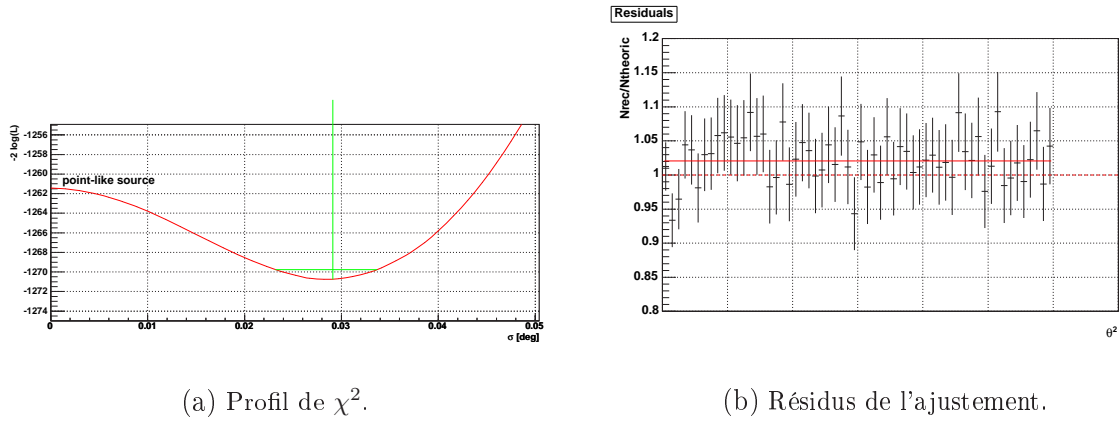 -2 log(L)
-1256
-1258
-1260
-1262
-1264
-1266
-1268
-1270
-1272
-1274
point-like source
0 0.01 0.02 0.03 0.04 0.05
σ [deg]
(a) Profil de χ².
Residuals
Nrec/Ntheoric
1.2
1.15
1.1
1.05
1
0.95
0.9
0.85
0.8
θ²
(b) Résidus de l'ajustement.